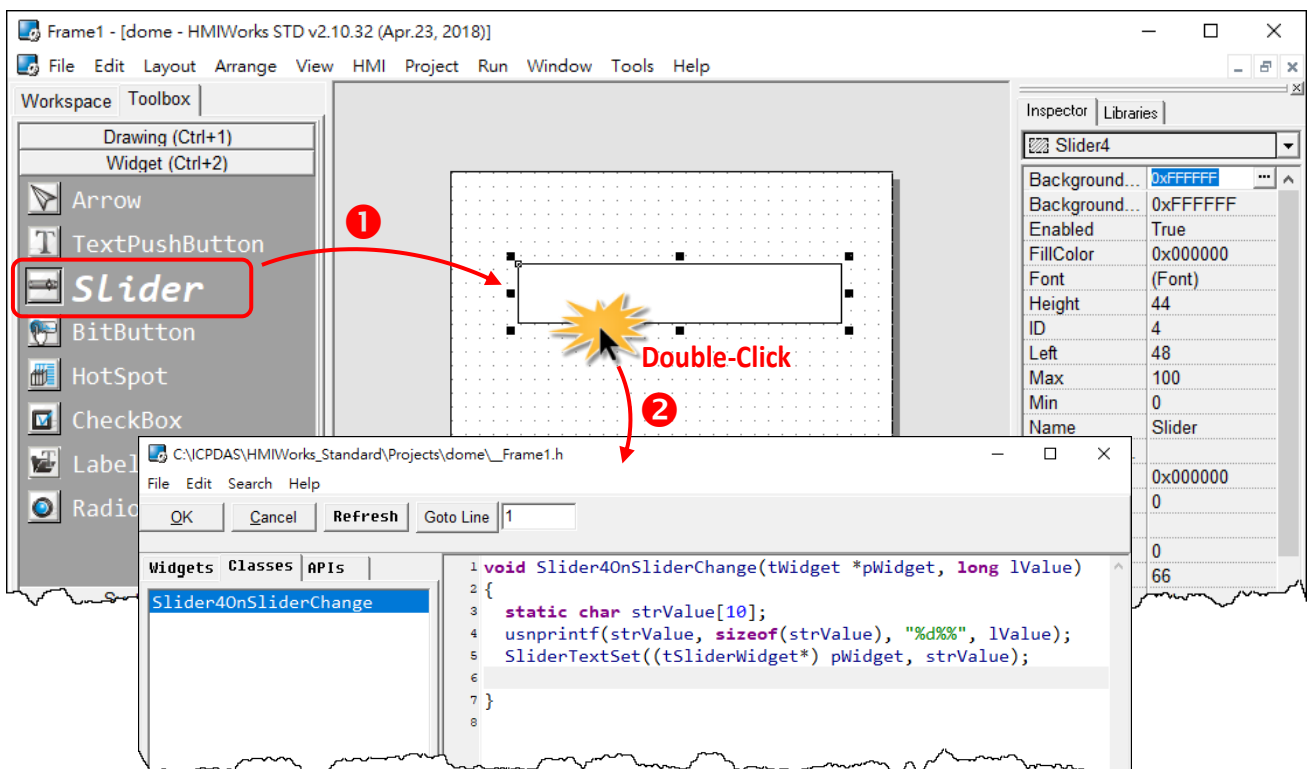 Frame1 - [dome - HMIWorks STD v2.10.32 (Apr.23, 2018)]
File Edit Layout Arrange View HMI Project Run Window Tools Help
Workspace Toolbox
Drawing (Ctrl+1)
Widget (Ctrl+2)
Arrow
TextPushButton
Slider
BitButton
HotSpot
CheckBox
Label
Radio
1
Double-Click
2
Inspector Libraries
Slider4
Background... 0xFFFFFF ...
Background... 0xFFFFFF
Enabled True
FillColor 0x000000
Font (Font)
Height 44
ID 4
Left 48
Max 100
Min 0
Name Slider
0x000000
0
0
66
C:\ICPDAS\HMIWorks_Standard\Projects\dome\__Frame1.h
File Edit Search Help
OK Cancel Refresh Goto Line 1
Widgets Classes APIs
Slider4OnSliderChange
1 void Slider4OnSliderChange(tWidget *pWidget, long lValue)
2 {
3 static char strValue[10];
4 usnprintf(strValue, sizeof(strValue), "%d%%", lValue);
5 SliderTextSet((tSliderWidget*) pWidget, strValue);
6
7 }
8